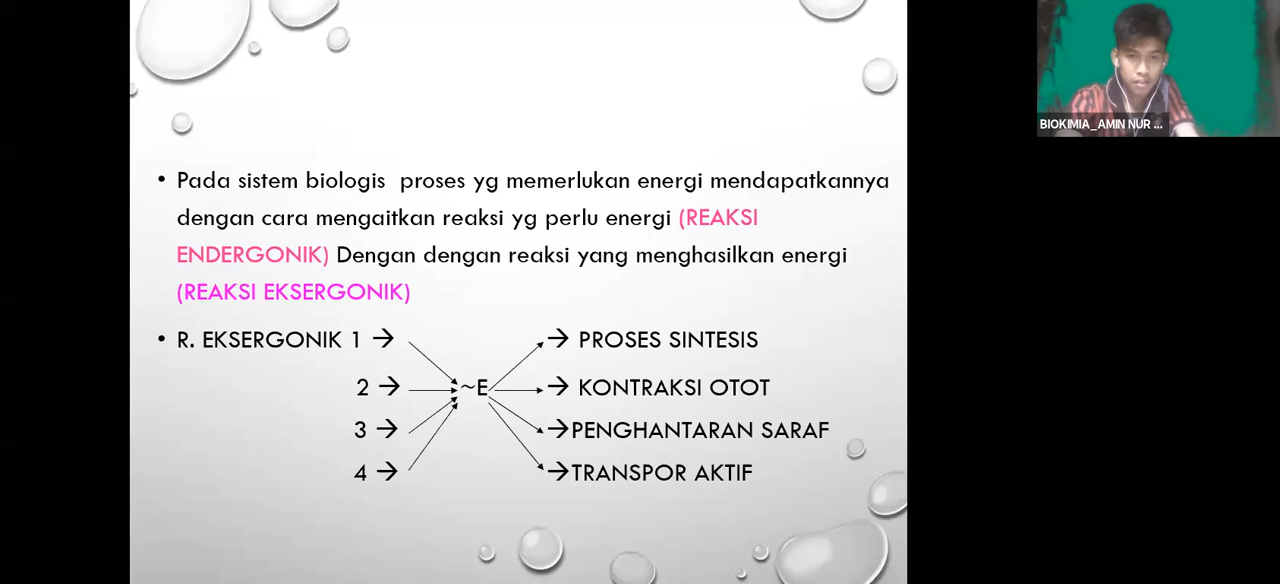 BIOKIMIA_AMIN NUR ...
• Pada sistem biologis proses yg memerlukan energi mendapatkannya
dengan cara mengaitkan reaksi yg perlu energi (REAKSI
ENDERGONIK) Dengan dengan reaksi yang menghasilkan energi
(REAKSI EKSERGONIK)
• R. EKSERGONIK 1 → → PROSES SINTESIS
2 → ~E → KONTRAKSI OTOT
3 → →PENGHANTARAN SARAF
4 → →TRANSPOR AKTIF